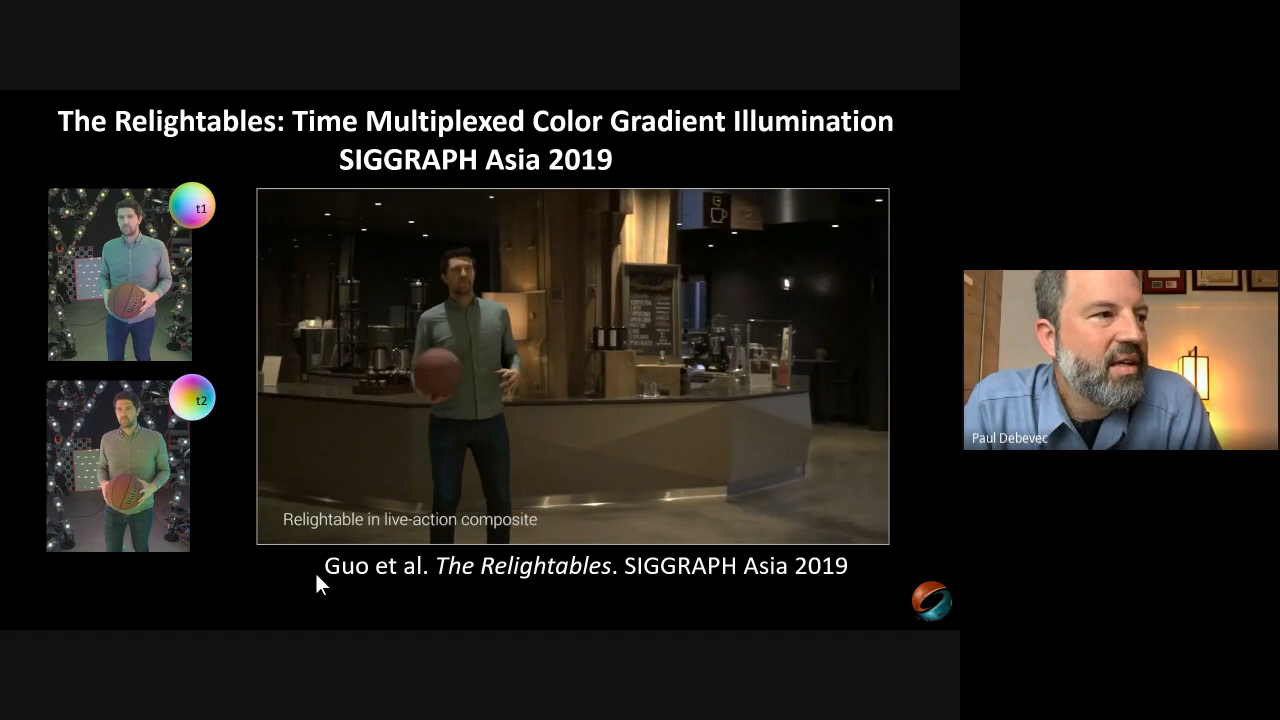 The Relightables: Time Multiplexed Color Gradient Illumination
SIGGRAPH Asia 2019
t1
t2
Relightable in live-action composite
Guo et al. The Relightables. SIGGRAPH Asia 2019
Paul Debevec